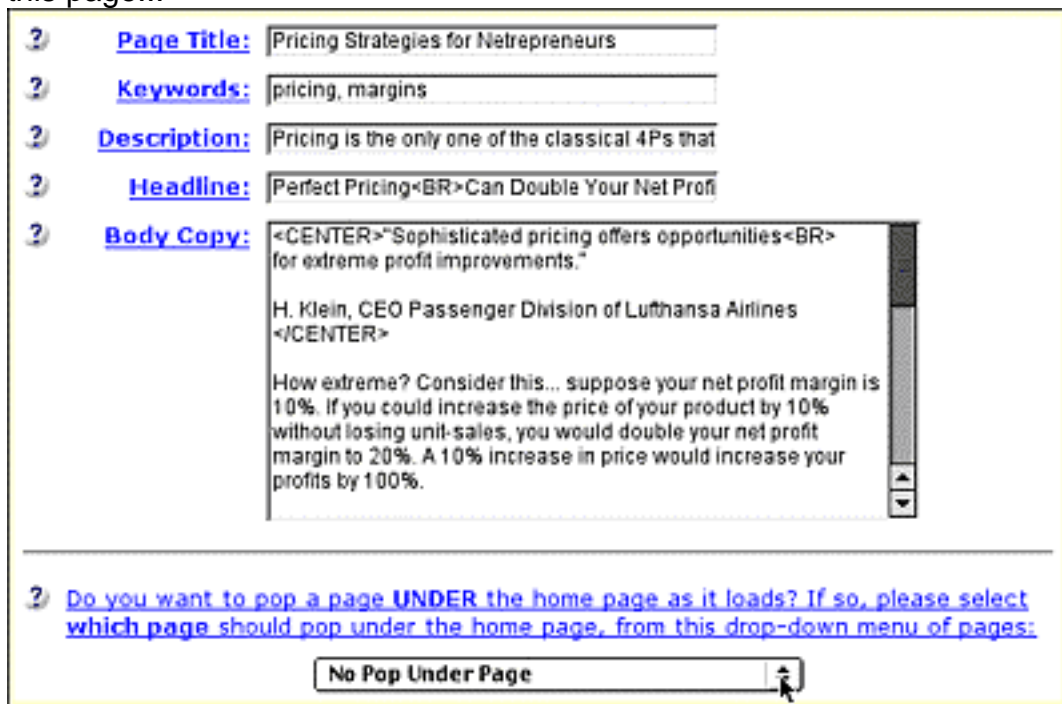 this page...
? Page Title: Pricing Strategies for Netrepreneurs
? Keywords: pricing, margins
? Description: Pricing is the only one of the classical 4Ps that
? Headline: Perfect Pricing<BR>Can Double Your Net Profi
? Body Copy: <CENTER>"Sophisticated pricing offers opportunities<BR>
for extreme profit improvements."
H. Klein, CEO Passenger Division of Lufthansa Airlines
</CENTER>
How extreme? Consider this... suppose your net profit margin is
10%. If you could increase the price of your product by 10%
without losing unit-sales, you would double your net profit
margin to 20%. A 10% increase in price would increase your
profits by 100%.
? Do you want to pop a page UNDER the home page as it loads? If so, please select
which page should pop under the home page, from this drop-down menu of pages:
No Pop Under Page